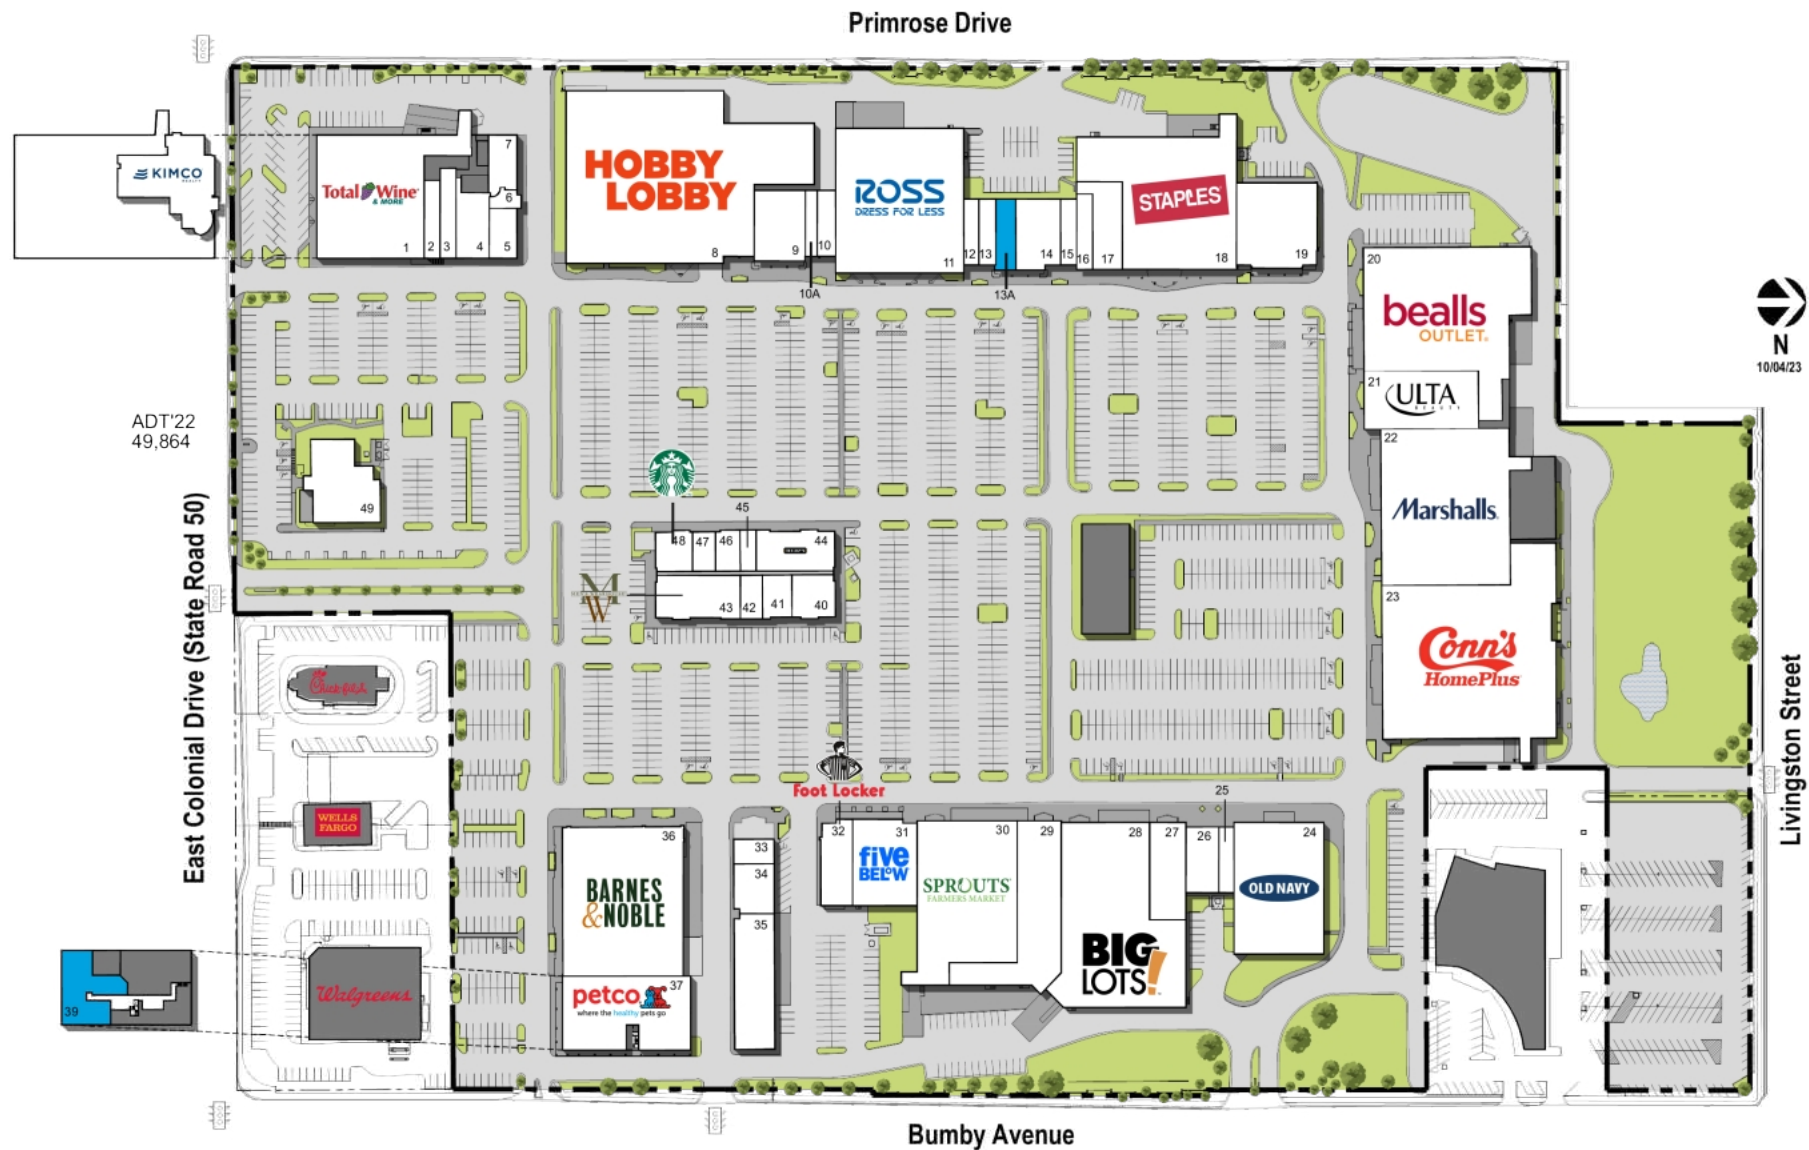 Primrose Drive
KIMCO
REALTY
Total Wine
& MORE
1
2
3
4
5
6
7
HOBBY
LOBBY
8
9
10
10A
ROSS
DRESS FOR LESS
11
12
13
13A
14
15
16
17
STAPLES
18
19
20
bealls
OUTLET
21
ULTA
BEAUTY
22
Marshalls
23
Conn's
HomePlus
N
10/04/23
ADT'22
49,864
49
East Colonial Drive (State Road 50)
48
47
46
45
44
MW
43
42
41
40
Chick-fil-A
WELLS
FARGO
Walgreens
39
Foot Locker
36
BARNES
&NOBLE
37
petco
where the healthy pets go
33
34
35
32
31
five
BELOW
30
SPROUTS
FARMERS MARKET
29
28
BIG
LOTS!
27
26
25
24
OLD NAVY
Livingston Street
Bumby Avenue